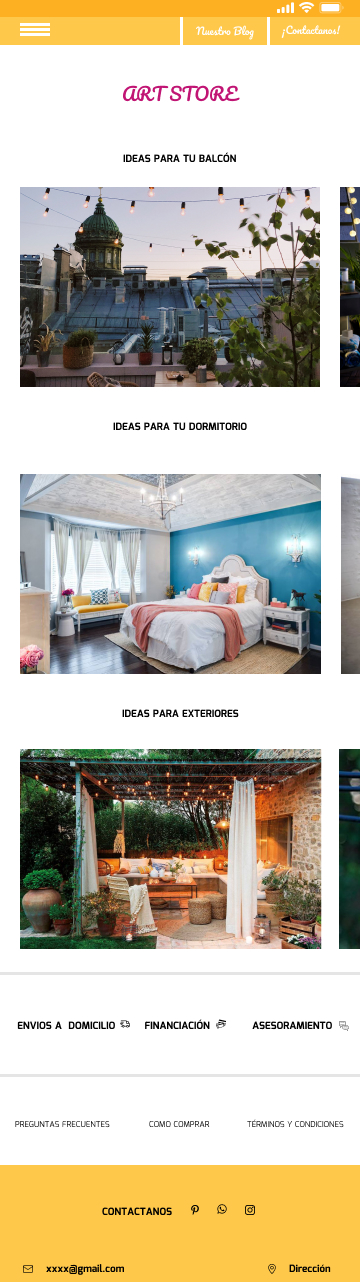 Nuestro Blog
¡Contactanos!
ART STORE
IDEAS PARA TU BALCÓN
IDEAS PARA TU DORMITORIO
IDEAS PARA EXTERIORES
ENVIOS A DOMICILIO FINANCIACIÓN ASESORAMIENTO
PREGUNTAS FRECUENTES COMO COMPRAR TÉRMINOS Y CONDICIONES
CONTACTANOS
xxxx@gmail.com Dirección